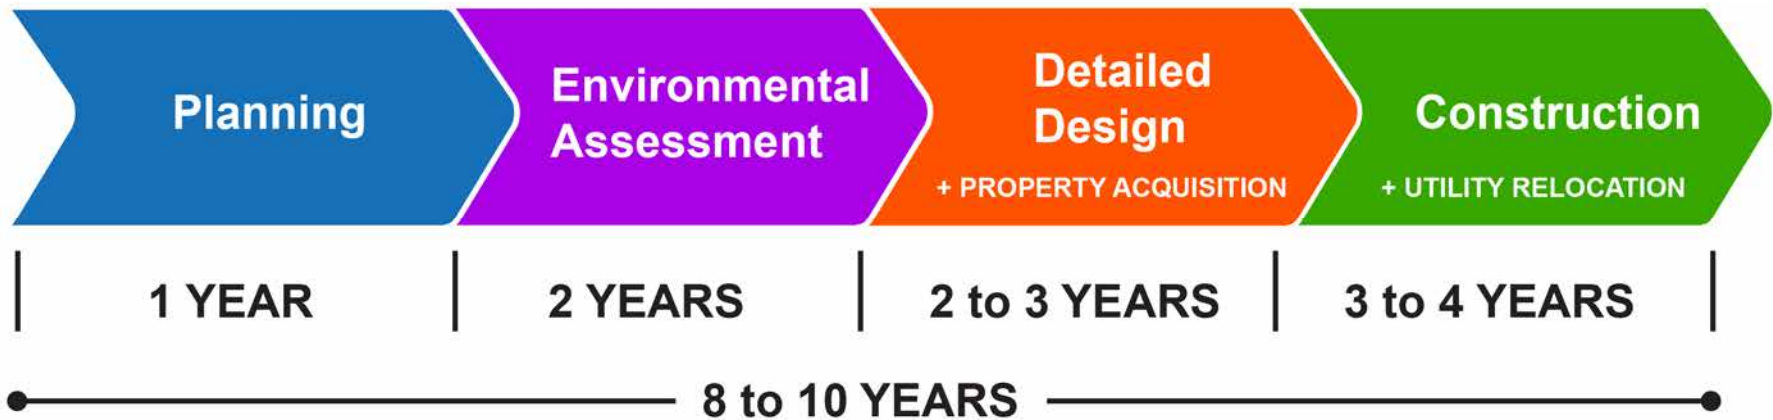 Planning
Environmental
Assessment
Detailed
Design
+ PROPERTY ACQUISITION
Construction
+ UTILITY RELOCATION
1 YEAR
2 YEARS
2 to 3 YEARS
3 to 4 YEARS
8 to 10 YEARS